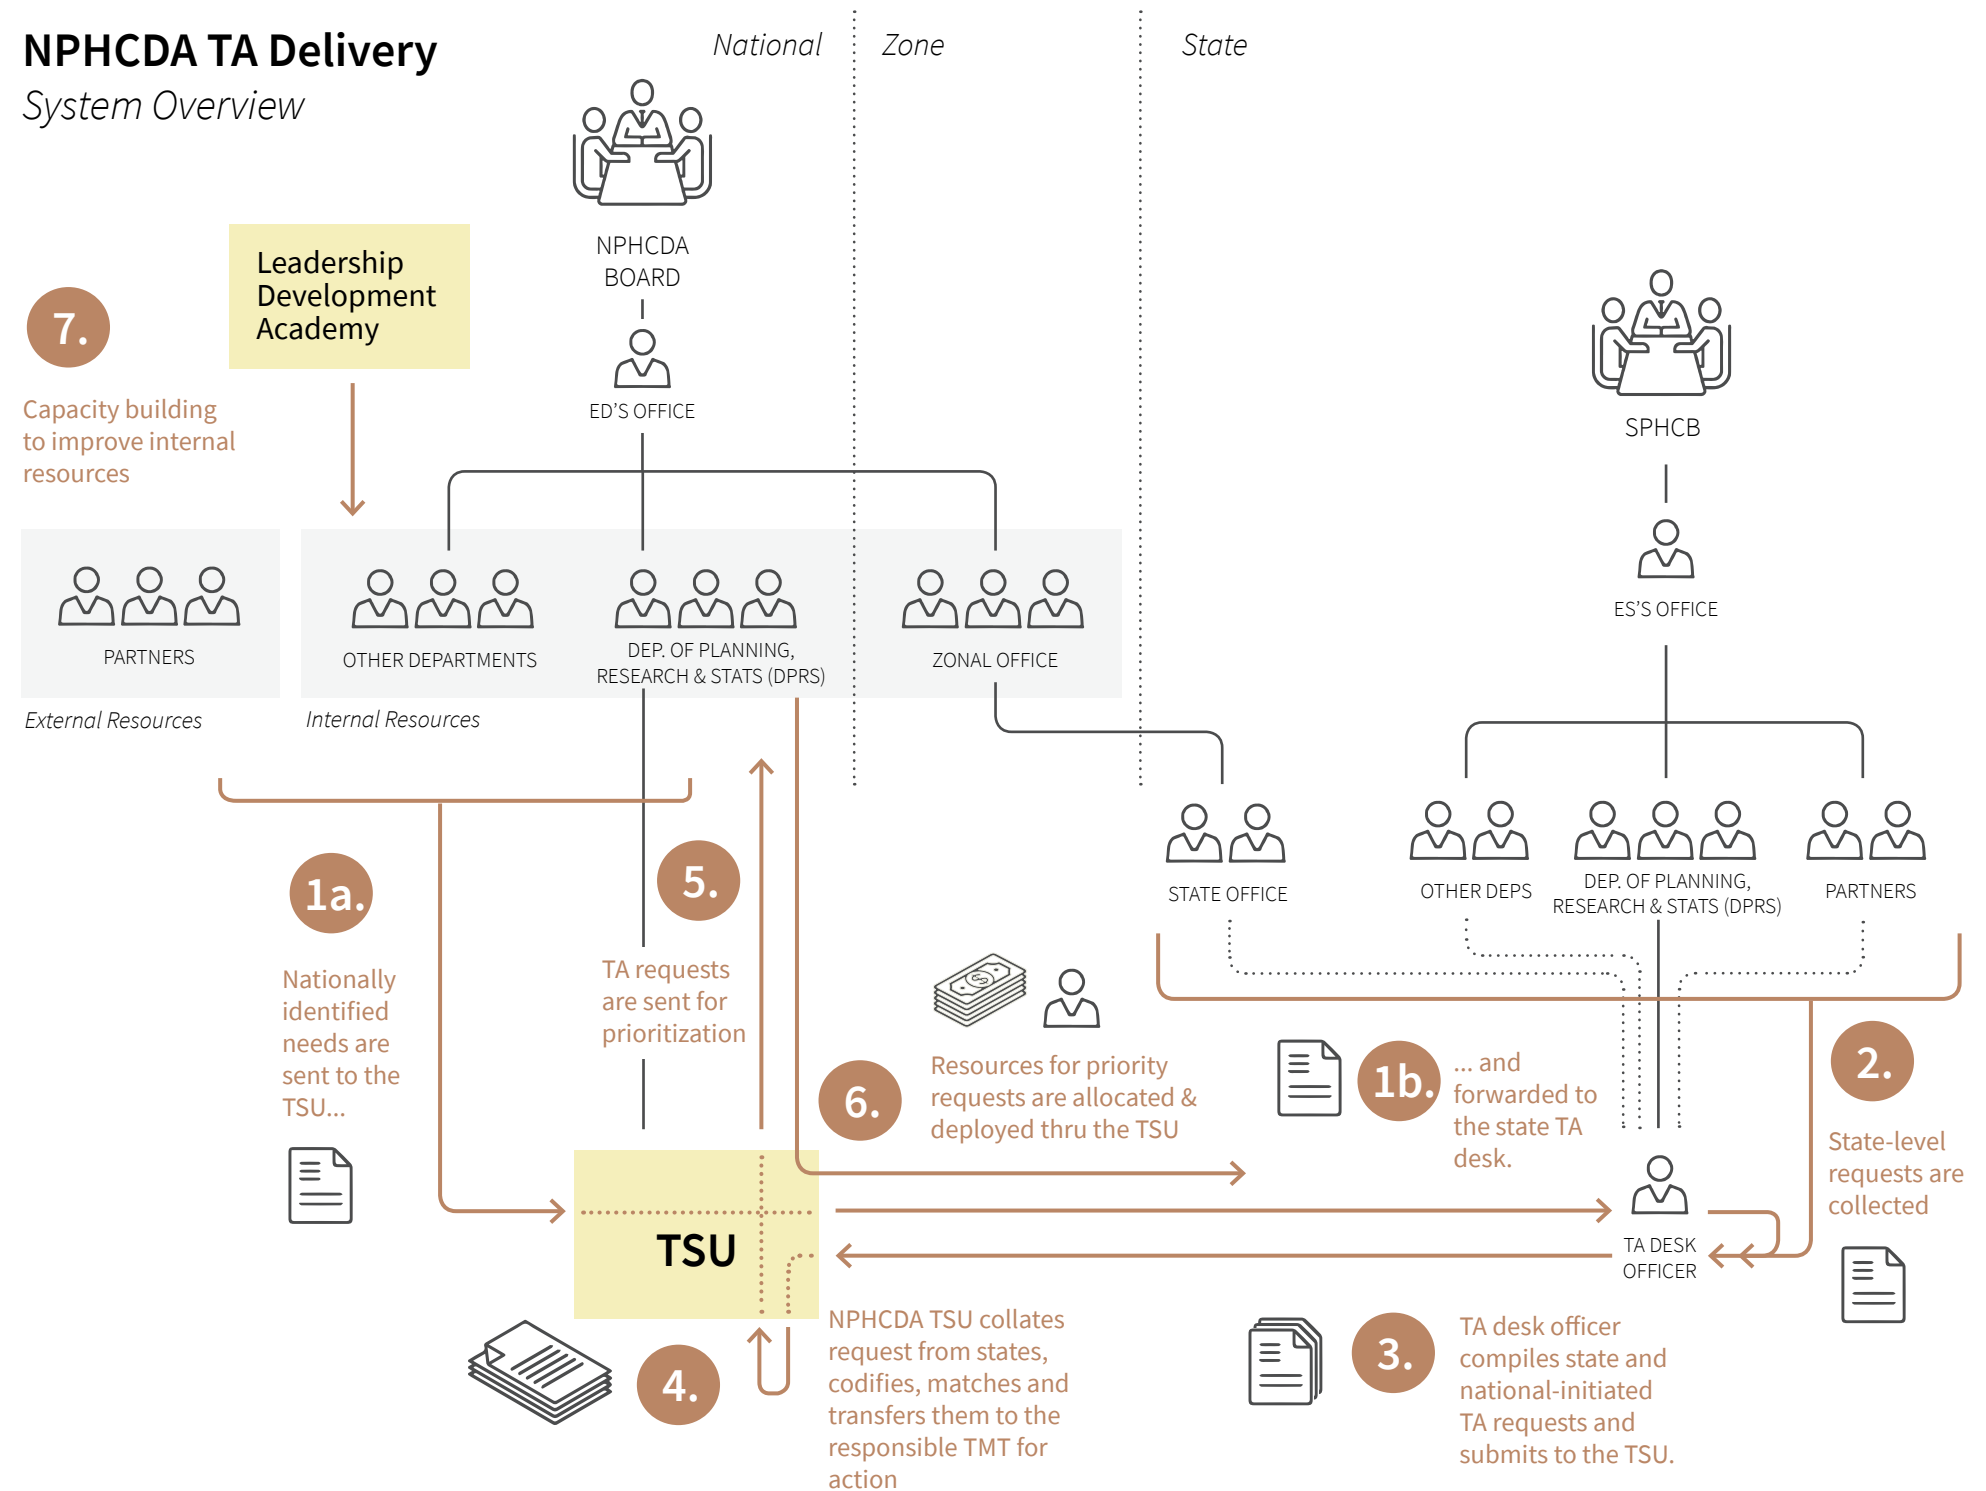 NPHCDA TA Delivery
System Overview
National
Zone
State
NPHCDA
BOARD
Leadership
Development
Academy
7.
Capacity building
to improve internal
resources
ED'S OFFICE
SPHCB
ES'S OFFICE
PARTNERS
OTHER DEPARTMENTS
DEP. OF PLANNING,
RESEARCH & STATS (DPRS)
ZONAL OFFICE
External Resources
Internal Resources
STATE OFFICE
OTHER DEPS
DEP. OF PLANNING,
RESEARCH & STATS (DPRS)
PARTNERS
1a.
Nationally
identified
needs are
sent to the
TSU...
5.
TA requests
are sent for
prioritization
6.
Resources for priority
requests are allocated &
deployed thru the TSU
1b.
... and
forwarded to
the state TA
desk.
2.
State-level
requests are
collected
TSU
TA DESK
OFFICER
4.
NPHCDA TSU collates
request from states,
codifies, matches and
transfers them to the
responsible TMT for
action
3.
TA desk officer
compiles state and
national-initiated
TA requests and
submits to the TSU.